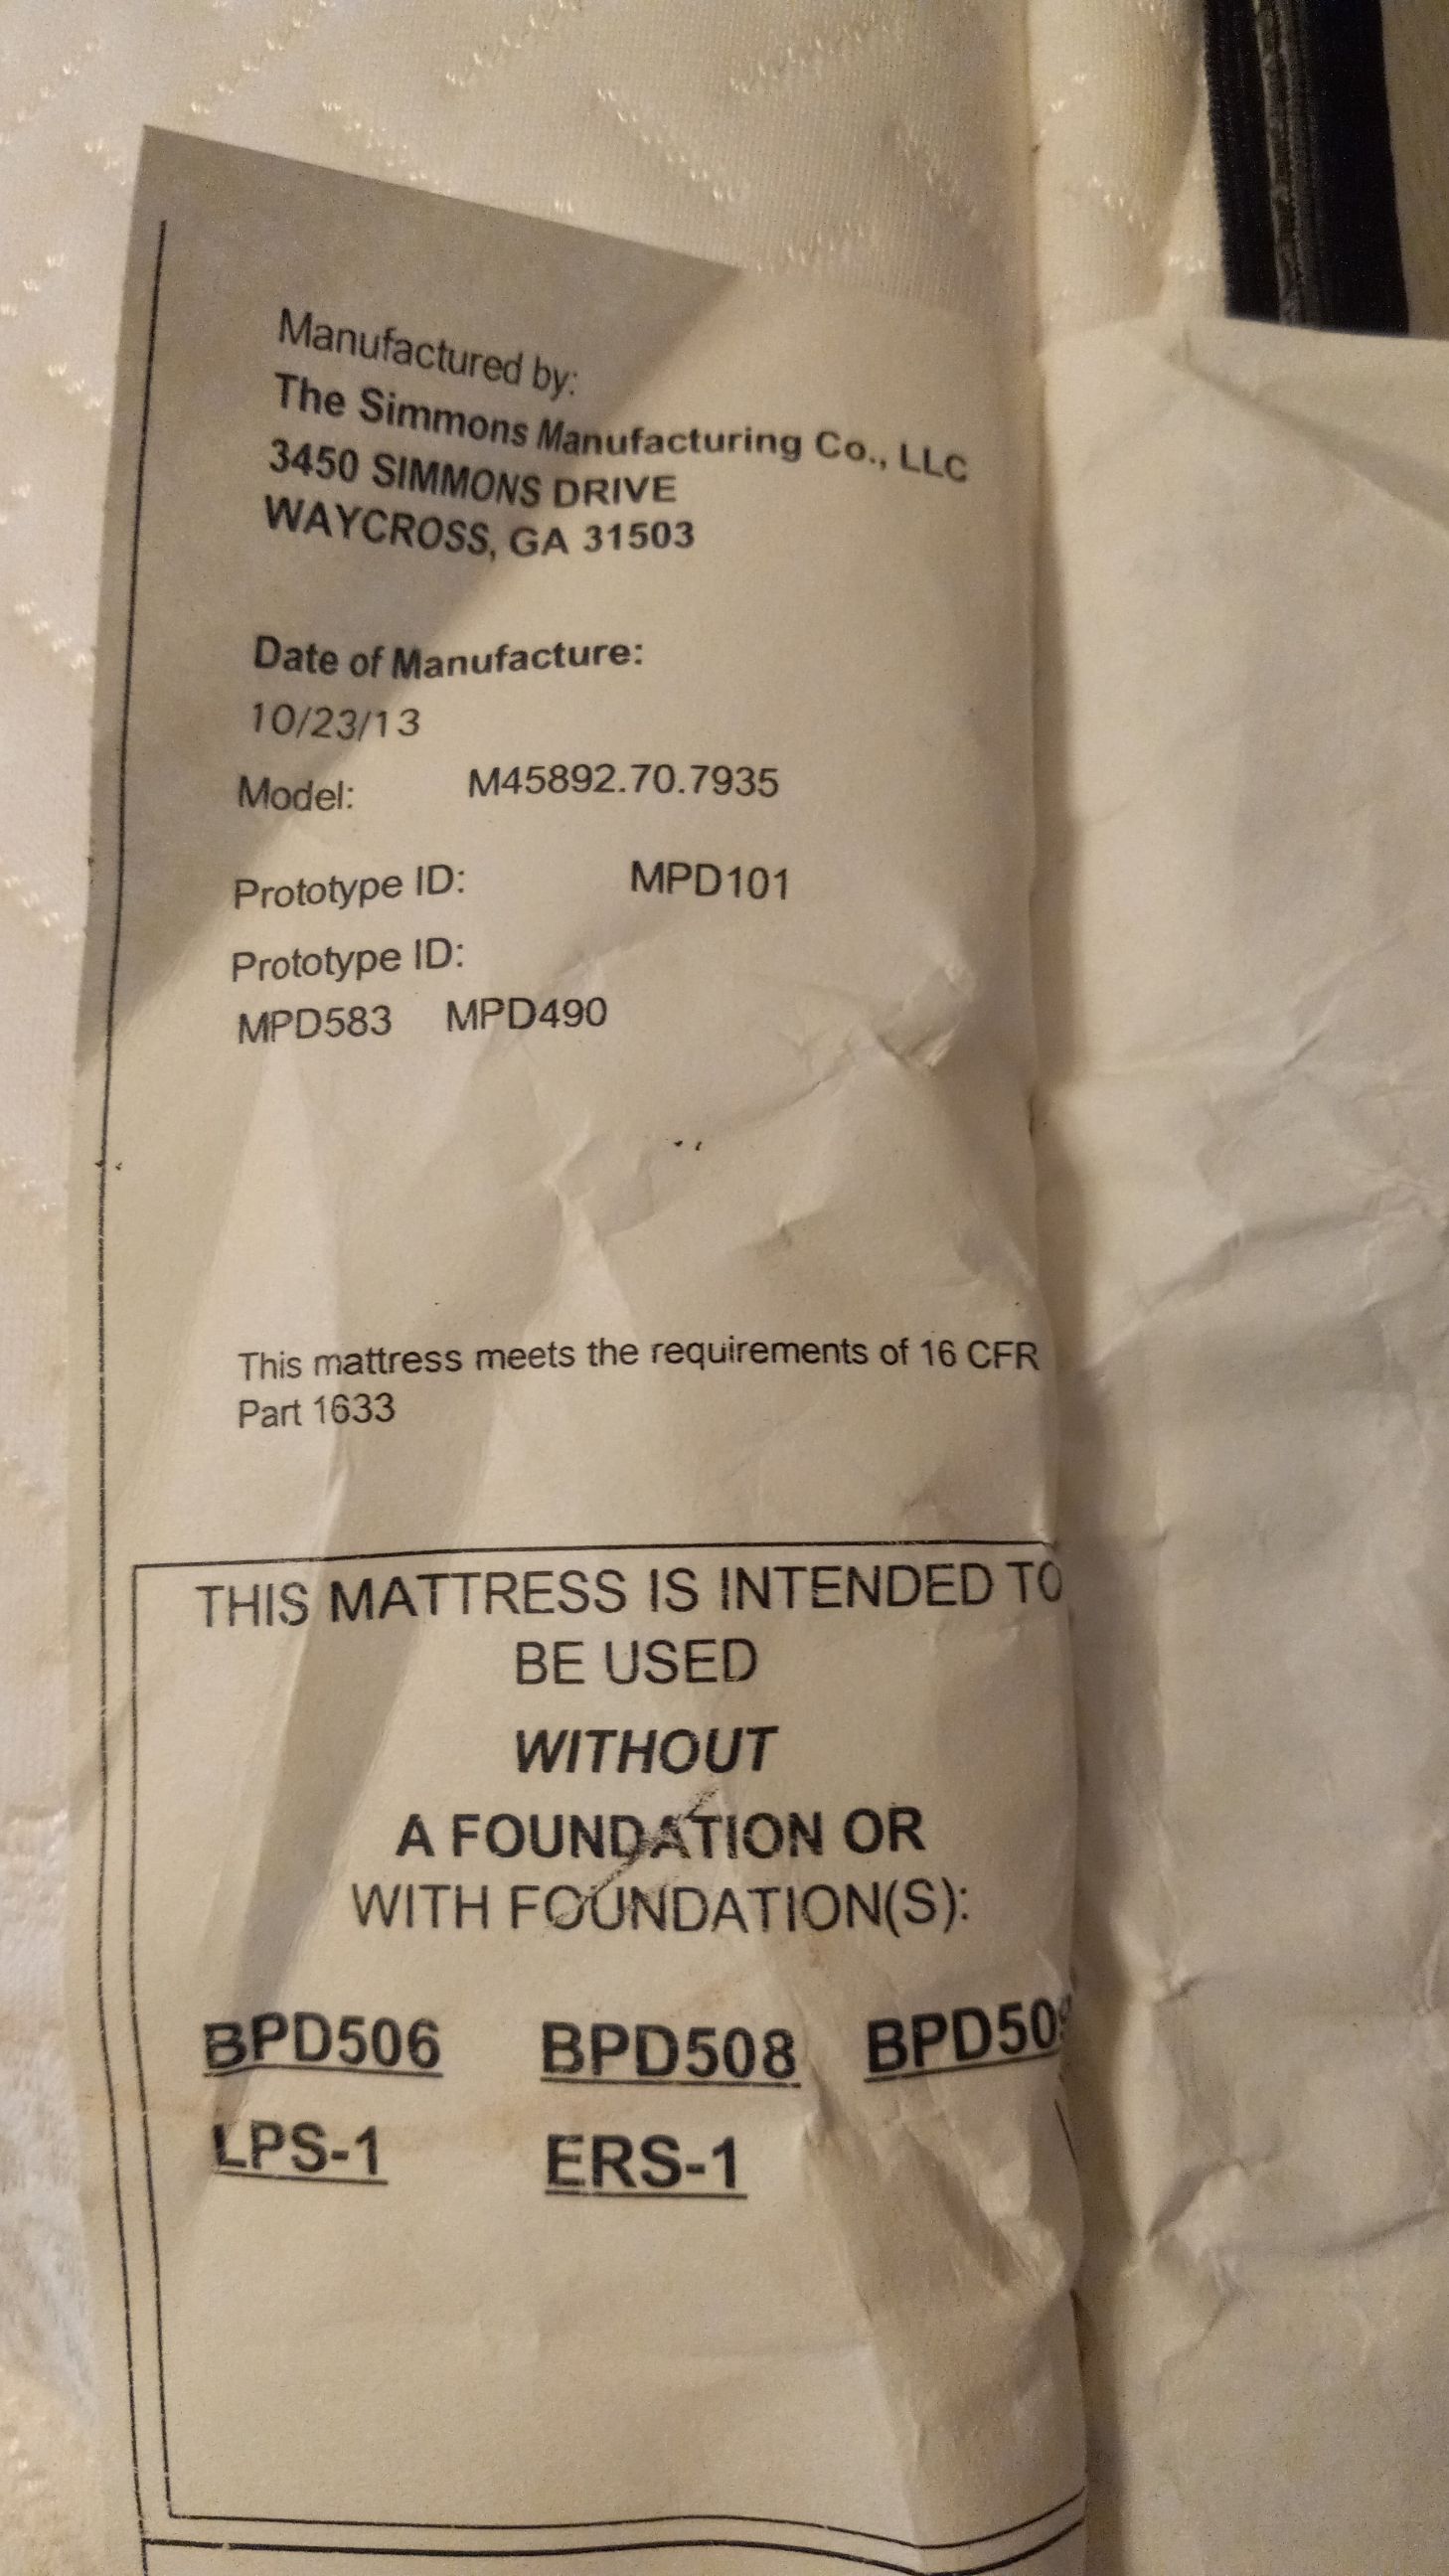 Manufactured by:
The Simmons Manufacturing Co., LLC
3450 SIMMONS DRIVE
WAYCROSS, GA 31503
Date of Manufacture:
10/23/13
Model: M45892.70.7935
Prototype ID: MPD101
Prototype ID:
MPD583 MPD490
This mattress meets the requirements of 16 CFR
Part 1633
THIS MATTRESS IS INTENDED TO
BE USED
WITHOUT
A FOUNDATION OR
WITH FOUNDATION(S):
BPD506 BPD508
LPS-1 ERS-1